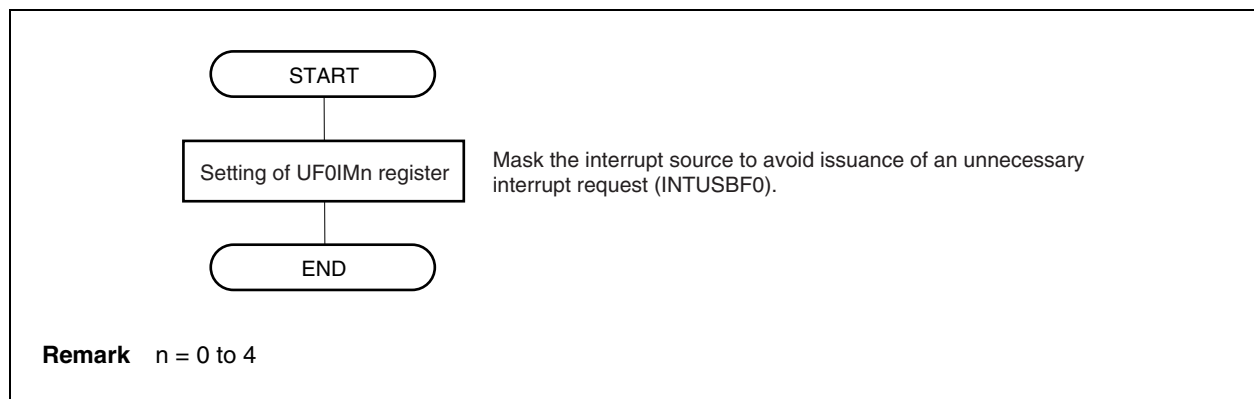 START
Setting of UF0IMn register
Mask the interrupt source to avoid issuance of an unnecessary
interrupt request (INTUSBF0).
END
Remark n = 0 to 4